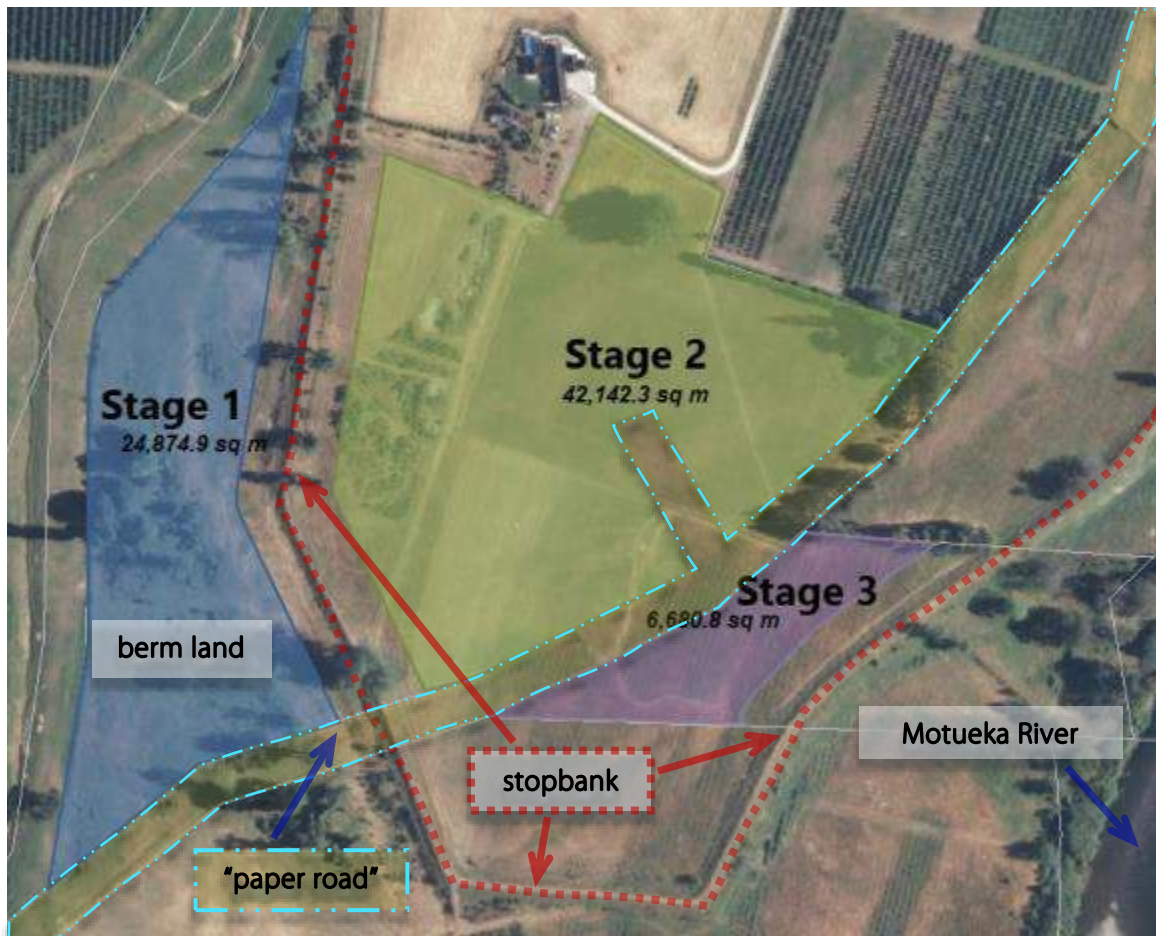 Stage 2
42,142.3 sq m
Stage 1
24,874.9 sq m
Stage 3
6,680.8 sq m
berm land
Motueka River
stopbank
“paper road”